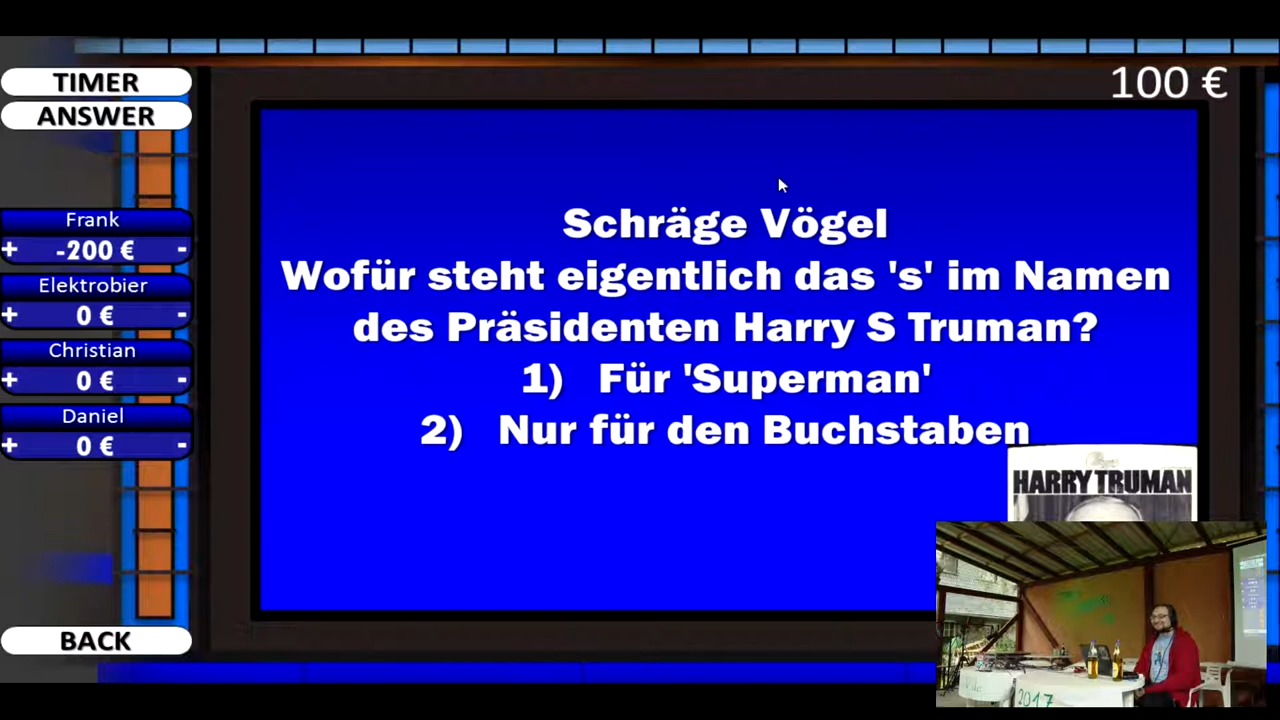 TIMER
ANSWER
100 €
Frank
+ -200 € -
Elektrobier
+ 0 € -
Christian
+ 0 € -
Daniel
+ 0 € -
Schräge Vögel
Wofür steht eigentlich das 's' im Namen
des Präsidenten Harry S Truman?
1) Für 'Superman'
2) Nur für den Buchstaben
HARRY TRUMAN
2017
BACK